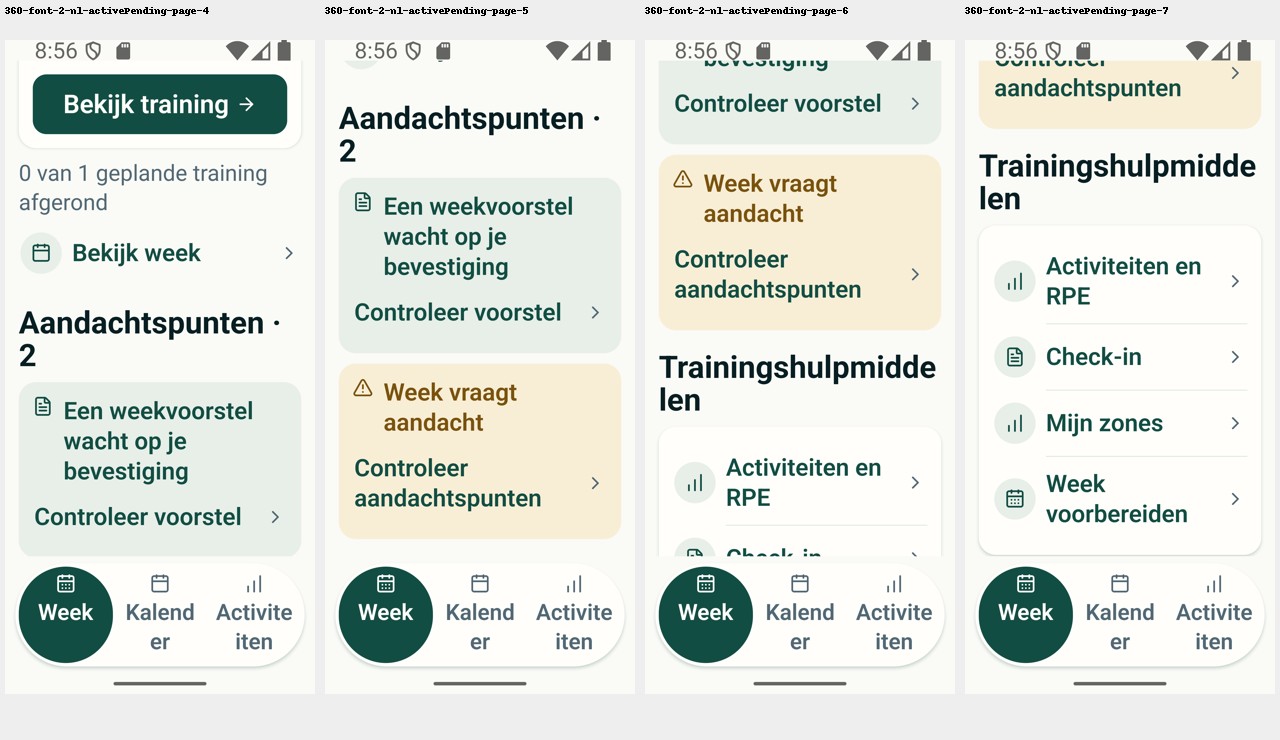 360-font-2-nl-activePending-page-4
8:56
Bekijk training →
0 van 1 geplande training
afgerond
Bekijk week
Aandachtspunten ·
2
Een weekvoorstel
wacht op je
bevestiging
Controleer voorstel
Week
Kalend
er
Activite
iten
360-font-2-nl-activePending-page-5
8:56
Aandachtspunten ·
2
Een weekvoorstel
wacht op je
bevestiging
Controleer voorstel
Week vraagt
aandacht
Controleer
aandachtspunten
Week
Kalend
er
Activite
iten
360-font-2-nl-activePending-page-6
8:56
bevestiging
Controleer voorstel
Week vraagt
aandacht
Controleer
aandachtspunten
Trainingshulpmidde
len
Activiteiten en
RPE
Check-in
Week
Kalend
er
Activite
iten
360-font-2-nl-activePending-page-7
8:56
Controleer
aandachtspunten
Trainingshulpmidde
len
Activiteiten en
RPE
Check-in
Mijn zones
Week
voorbereiden
Week
Kalend
er
Activite
iten